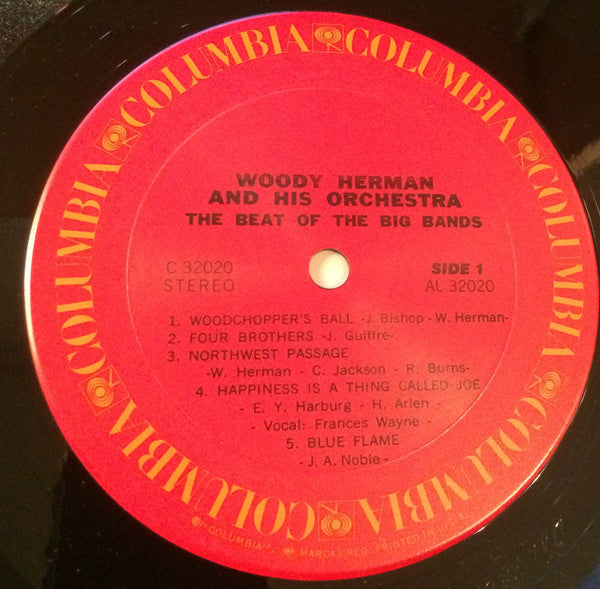 COLUMBIA COLUMBIA COLUMBIA COLUMBIA COLUMBIA COLUMBIA
WOODY HERMAN
AND HIS ORCHESTRA
THE BEAT OF THE BIG BANDS
C 32020
STEREO
SIDE 1
AL 32020
1. WOODCHOPPER'S BALL -J. Bishop - W. Herman-
2. FOUR BROTHERS -J. Guiffre-
3. NORTHWEST PASSAGE
-W. Herman - C. Jackson - R. Burns-
4. HAPPINESS IS A THING CALLED JOE
- E. Y. Harburg - H. Arlen -
- Vocal: Frances Wayne -
5. BLUE FLAME
- J. A. Noble -
"COLUMBIA", MARCAS REG. PRINTED IN U.S.A.